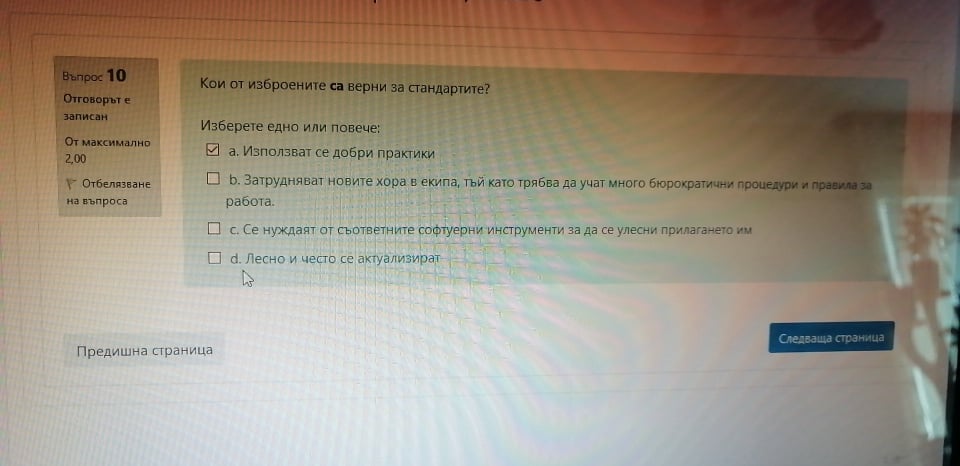 Въпрос 10
Отговорът е
записан
От максимално
2,00
Отбелязване
на въпроса
Кои от изброените са верни за стандартите?
Изберете едно или повече:
a. Използват се добри практики
b. Затрудняват новите хора в екипа, тъй като трябва да учат много бюрократични процедури и правила за
работа.
c. Се нуждаят от съответните софтуерни инструменти за да се улесни прилагането им
d. Лесно и често се актуализират
Предишна страница
Следваща страница